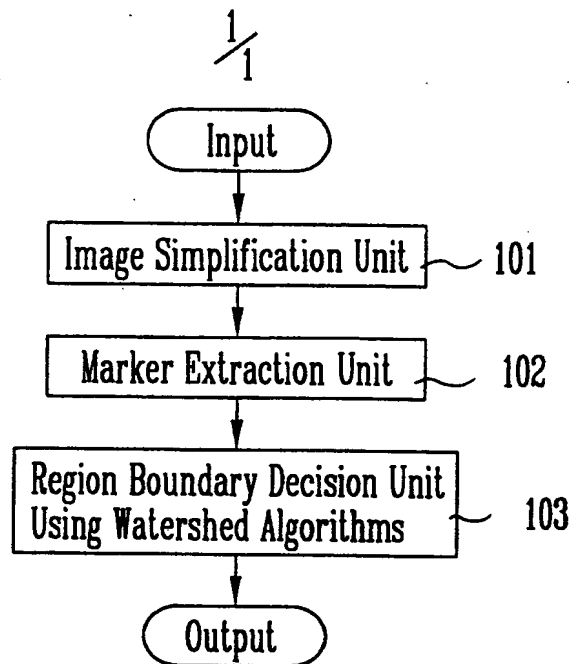 1/1
Input
Image Simplification Unit
101
Marker Extraction Unit
102
Region Boundary Decision Unit
Using Watershed Algorithms
103
Output